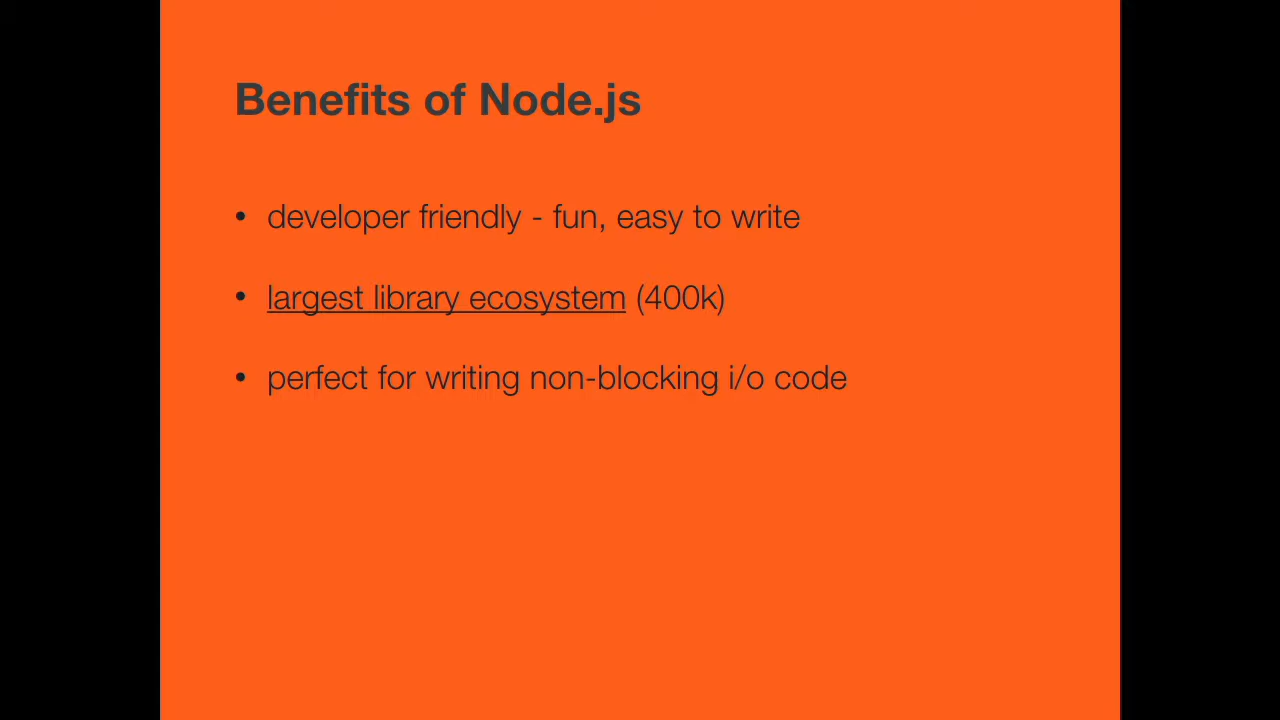 Benefits of Node.js
• developer friendly - fun, easy to write
• largest library ecosystem (400k)
• perfect for writing non-blocking i/o code